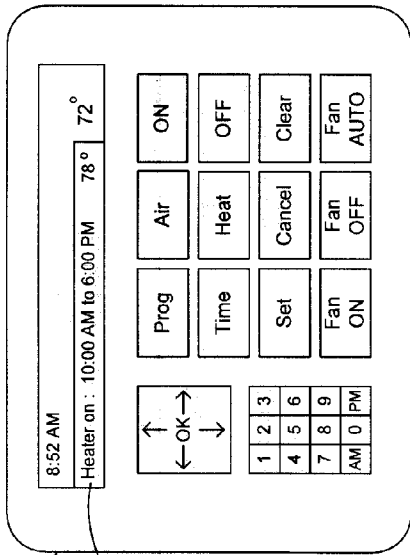 8:52 AM
72°
Heater on : 10:00 AM to 6:00 PM 78°
←OK→
Prog Air ON
Time Heat OFF
1 2 3
4 5 6
7 8 9
AM 0 PM
Set Cancel Clear
Fan ON
Fan OFF
Fan AUTO